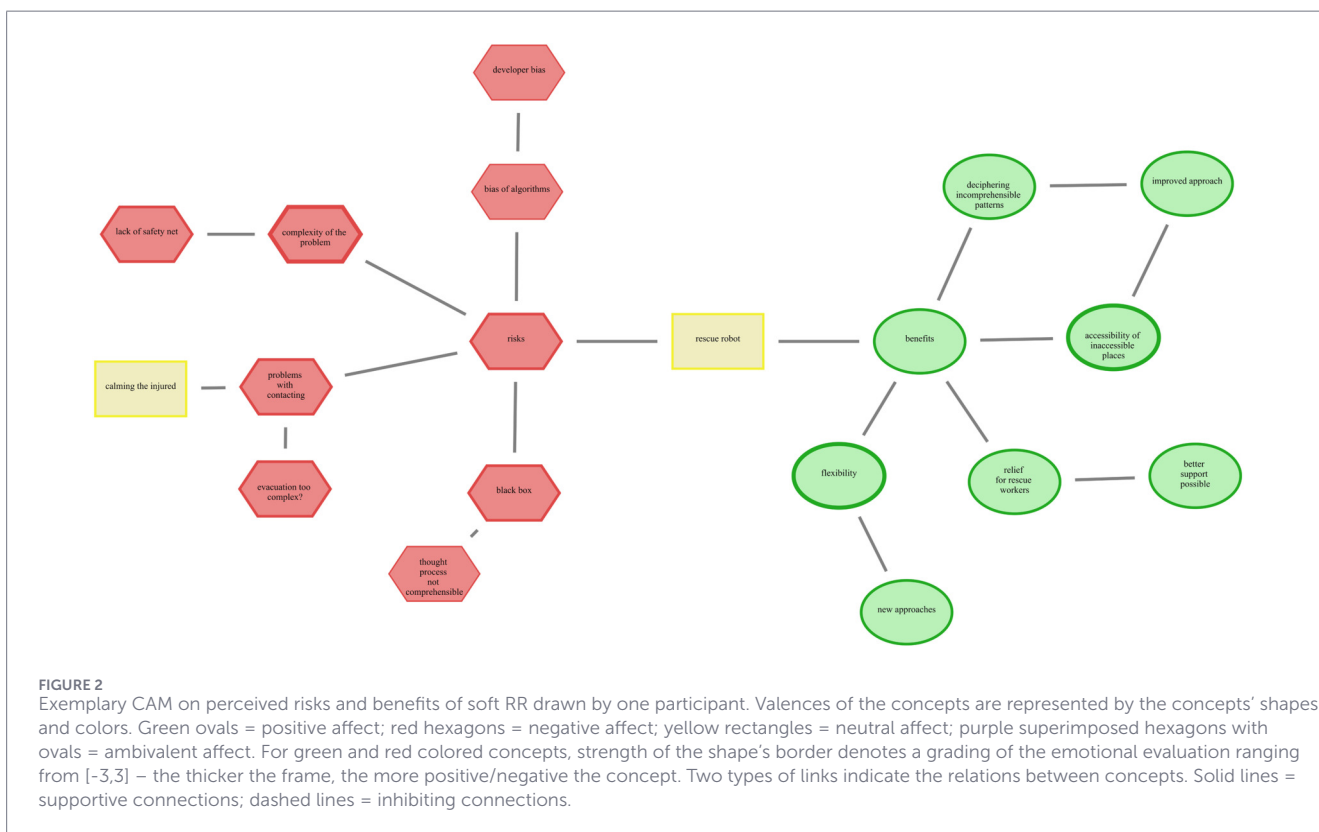 developer bias
bias of algorithms
lack of safety net
complexity of the
problem
risks
calming the injured
problems
with
contacting
evacuation too
complex?
black box
thought
process
not
comprehensible
rescue robot
deciphering
incomprehensible
patterns
improved approach
benefits
accessibility of
inaccessible
places
flexibility
relief
for rescue
workers
better
support
possible
new approaches
FIGURE 2
Exemplary CAM on perceived risks and benefits of soft RR drawn by one participant. Valences of the concepts are represented by the concepts’ shapes
and colors. Green ovals = positive affect; red hexagons = negative affect; yellow rectangles = neutral affect; purple superimposed hexagons with
ovals = ambivalent affect. For green and red colored concepts, strength of the shape’s border denotes a grading of the emotional evaluation ranging
from [-3,3] – the thicker the frame, the more positive/negative the concept. Two types of links indicate the relations between concepts. Solid lines =
supportive connections; dashed lines = inhibiting connections.